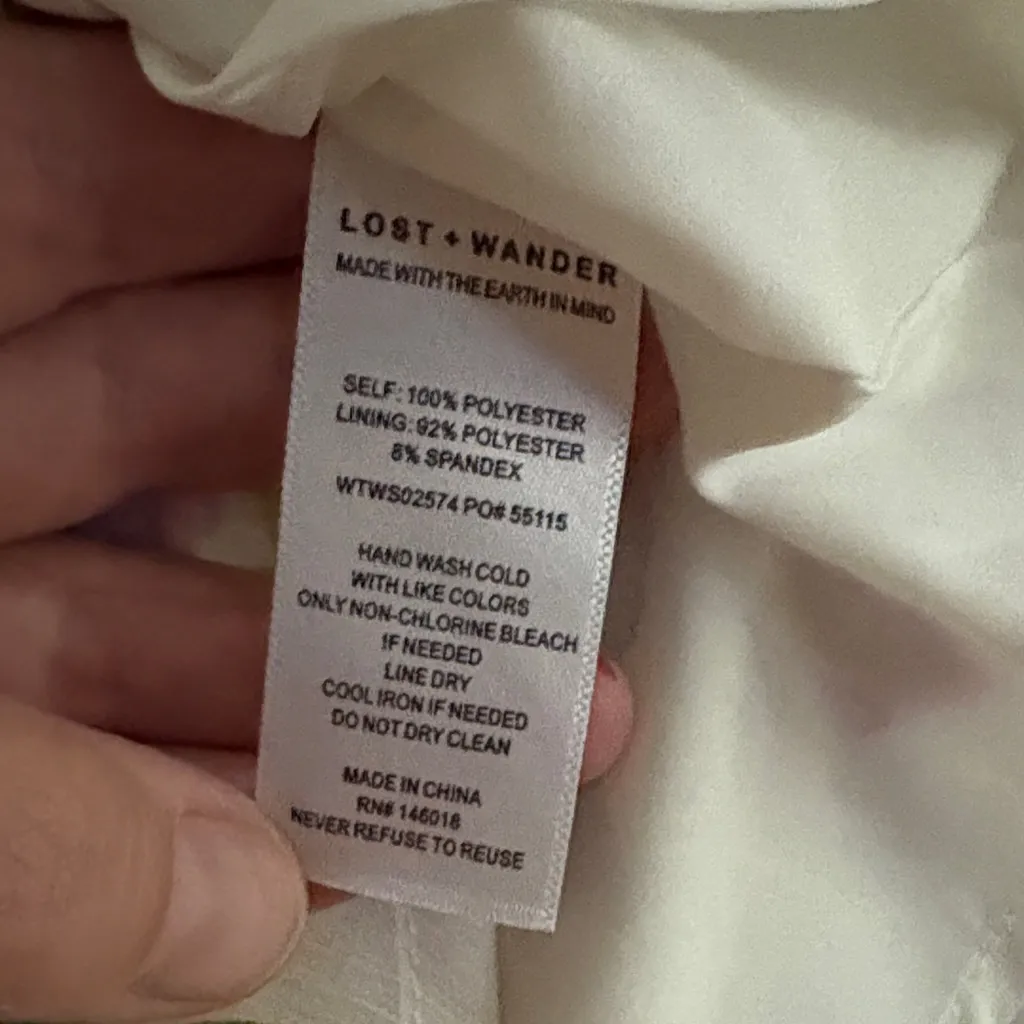 LOST + WANDER
MADE WITH THE EARTH IN MIND
SELF: 100% POLYESTER
LINING: 92% POLYESTER
8% SPANDEX
WTWS02574 PO# 55115
HAND WASH COLD
WITH LIKE COLORS
ONLY NON-CHLORINE BLEACH
IF NEEDED
LINE DRY
COOL IRON IF NEEDED
DO NOT DRY CLEAN
MADE IN CHINA
RN# 146018
NEVER REFUSE TO REUSE